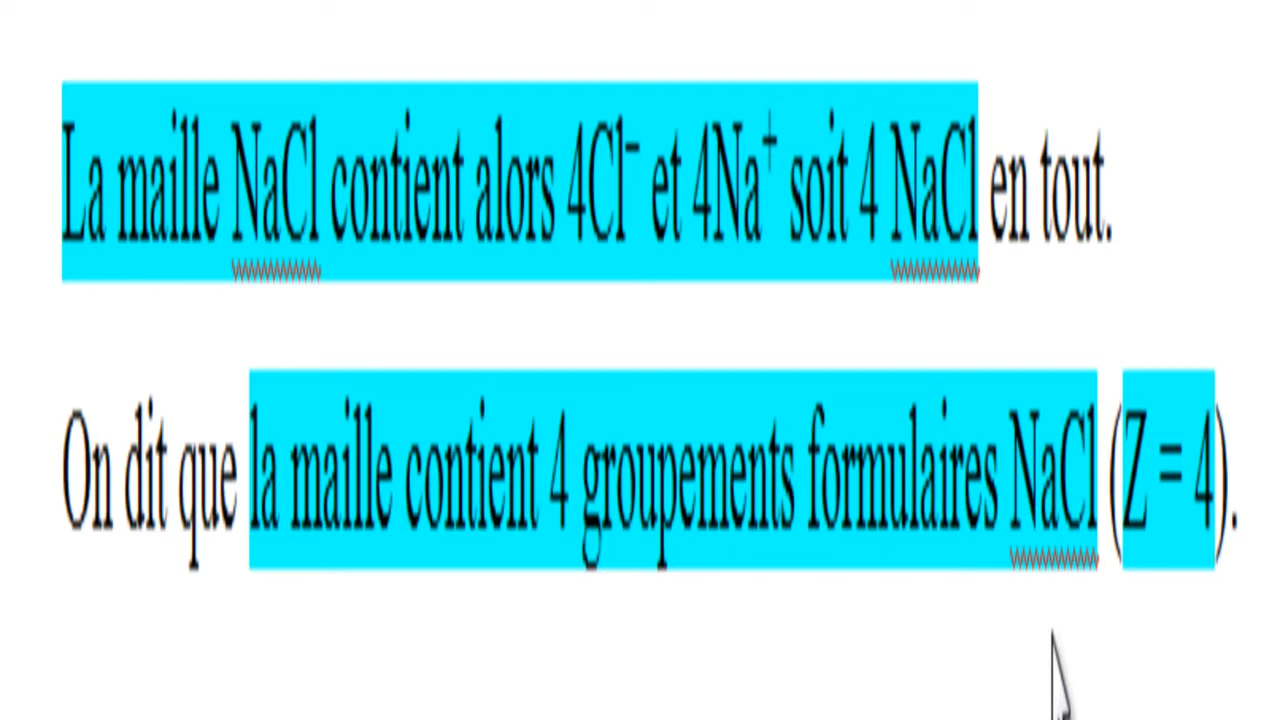 La maille NaCl contient alors 4Cl⁻ et 4Na⁺ soit 4 NaCl en tout.
On dit que la maille contient 4 groupements formulaires NaCl (Z = 4).